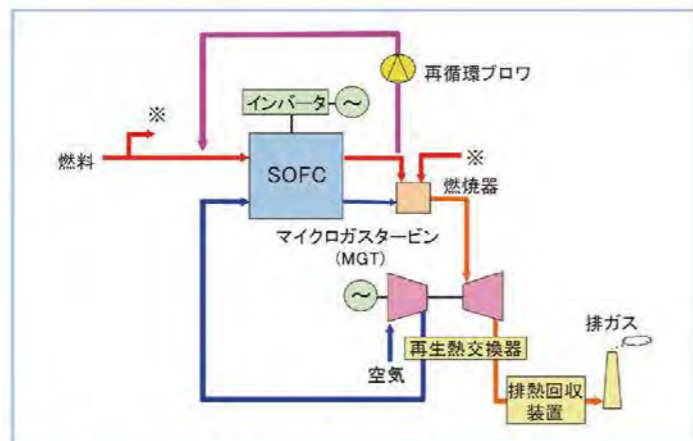 再循環ブロワ
インバータ
～
※
燃料
SOFC
※
燃焼器
マイクロガスタービン
(MGT)
～
空気
再生熱交換器
排ガス
排熱回収
装置